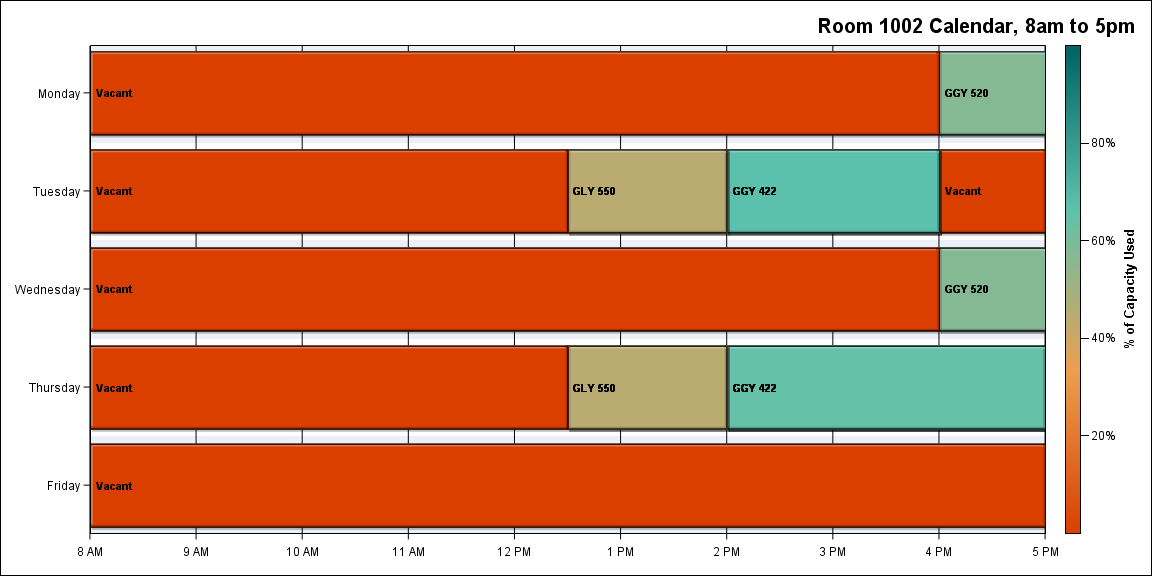 Room 1002 Calendar, 8am to 5pm
Monday
Vacant
GGY 520
Tuesday
Vacant
GLY 550
GGY 422
Vacant
Wednesday
Vacant
GGY 520
Thursday
Vacant
GLY 550
GGY 422
Friday
Vacant
8 AM 9 AM 10 AM 11 AM 12 PM 1 PM 2 PM 3 PM 4 PM 5 PM
80%
60%
40%
20%
% of Capacity Used